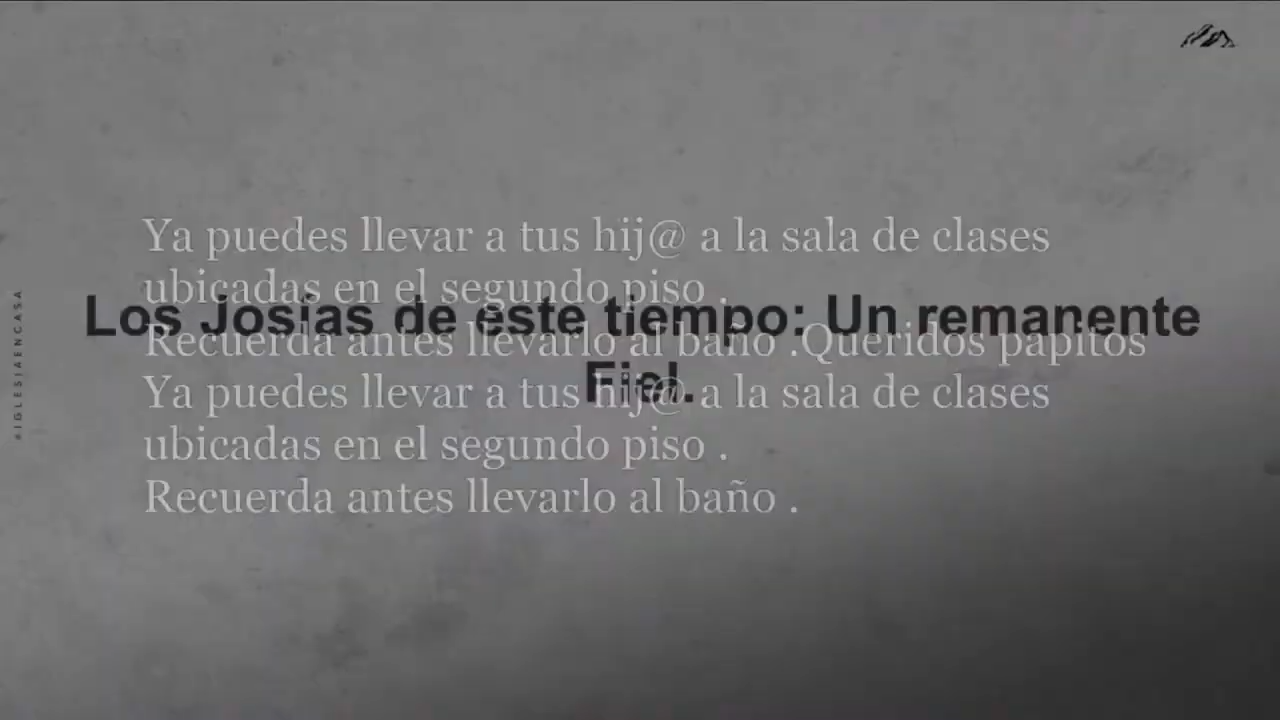 Ya puedes llevar a tus hij@ a la sala de clases
ubicadas en el segundo piso .
Los Josías de este tiempo: Un remanente
Recuerda antes llevarlo al baño .Queridos papitos
Fiel.
Ya puedes llevar a tus hij@ a la sala de clases
ubicadas en el segundo piso .
Recuerda antes llevarlo al baño .
#IGLESIAENCASA